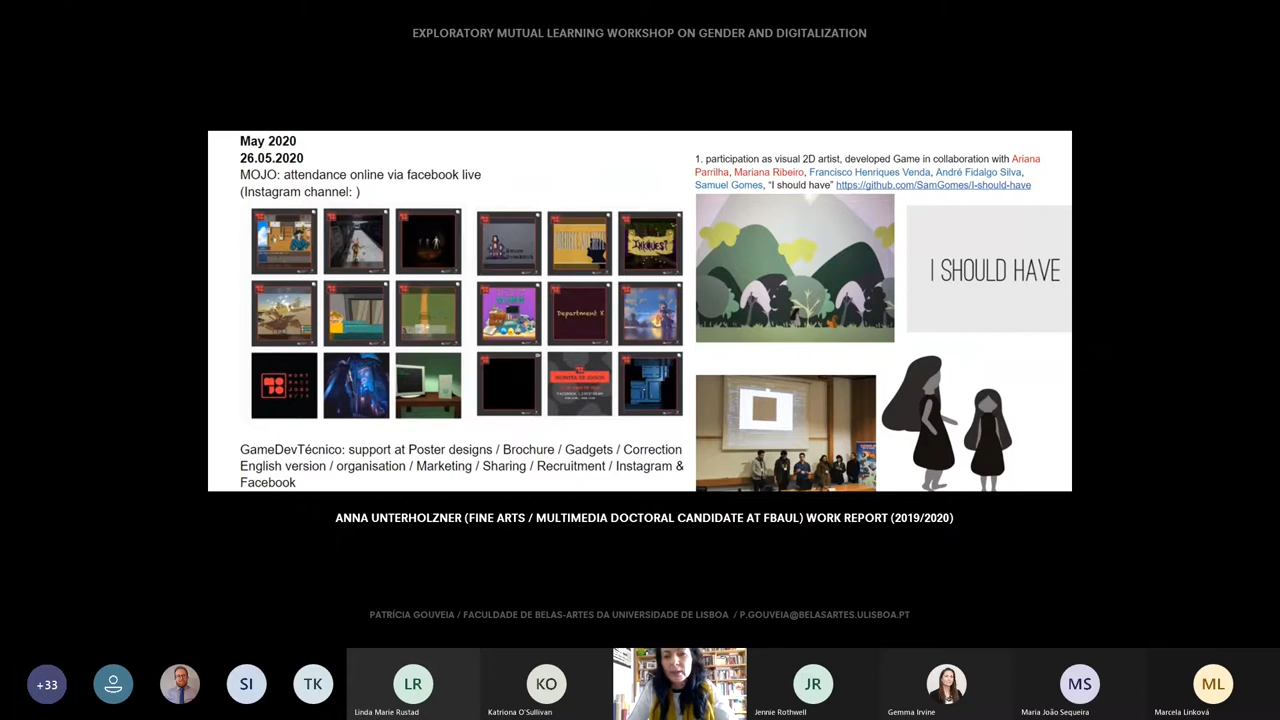 EXPLORATORY MUTUAL LEARNING WORKSHOP ON GENDER AND DIGITALIZATION
May 2020
26.05.2020
MOJO: attendance online via facebook live
(Instagram channel: )
Department X
GameDevTécnico: support at Poster designs / Brochure / Gadgets / Correction
English version / organisation / Marketing / Sharing / Recruitment / Instagram &
Facebook
1. participation as visual 2D artist, developed Game in collaboration with Ariana
Parrilha, Mariana Ribeiro, Francisco Henriques Venda, André Fidalgo Silva,
Samuel Gomes, “I should have” https://github.com/SamGomes/I-should-have
I SHOULD HAVE
ANNA UNTERHOLZNER (FINE ARTS / MULTIMEDIA DOCTORAL CANDIDATE AT FBAUL) WORK REPORT (2019/2020)
PATRÍCIA GOUVEIA / FACULDADE DE BELAS-ARTES DA UNIVERSIDADE DE LISBOA / P.GOUVEIA@BELASARTES.ULISBOA.PT
+33
SI
TK
LR
KO
JR
MS
ML
Linda Marie Rustad
Katriona O'Sullivan
Jennie Rothwell
Gemma Irvine
Maria João Sequeira
Marcela Linková